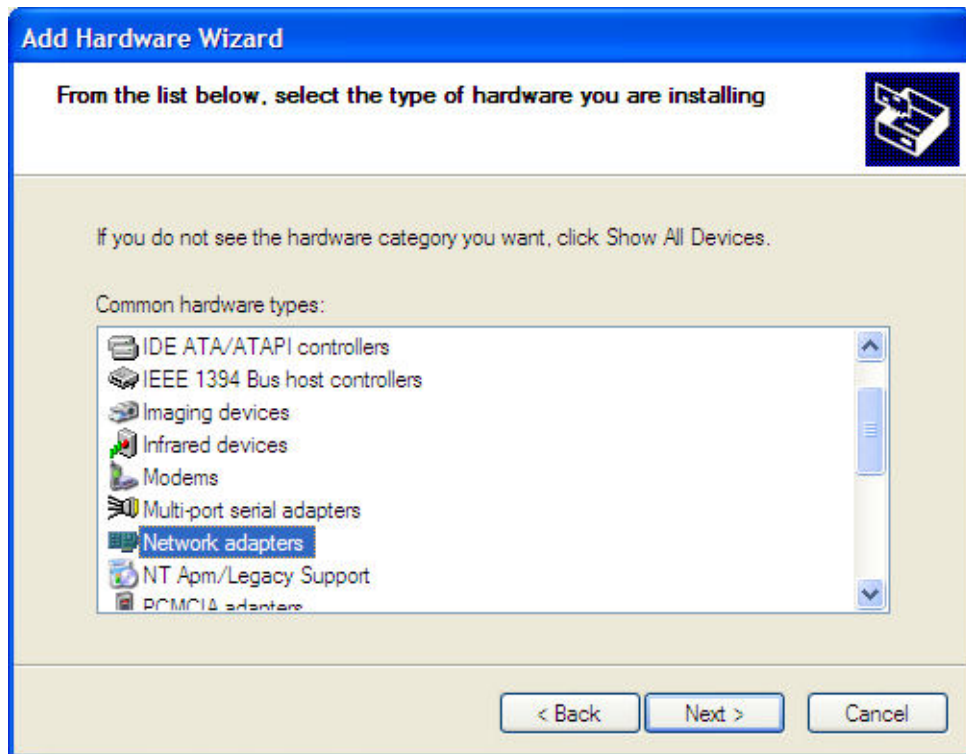 Add Hardware Wizard
From the list below, select the type of hardware you are installing
If you do not see the hardware category you want, click Show All Devices.
Common hardware types:
IDE ATA/ATAPI controllers
IEEE 1394 Bus host controllers
Imaging devices
Infrared devices
Modems
Multi-port serial adapters
Network adapters
NT Apm/Legacy Support
PCMCIA adapters
< Back
Next >
Cancel